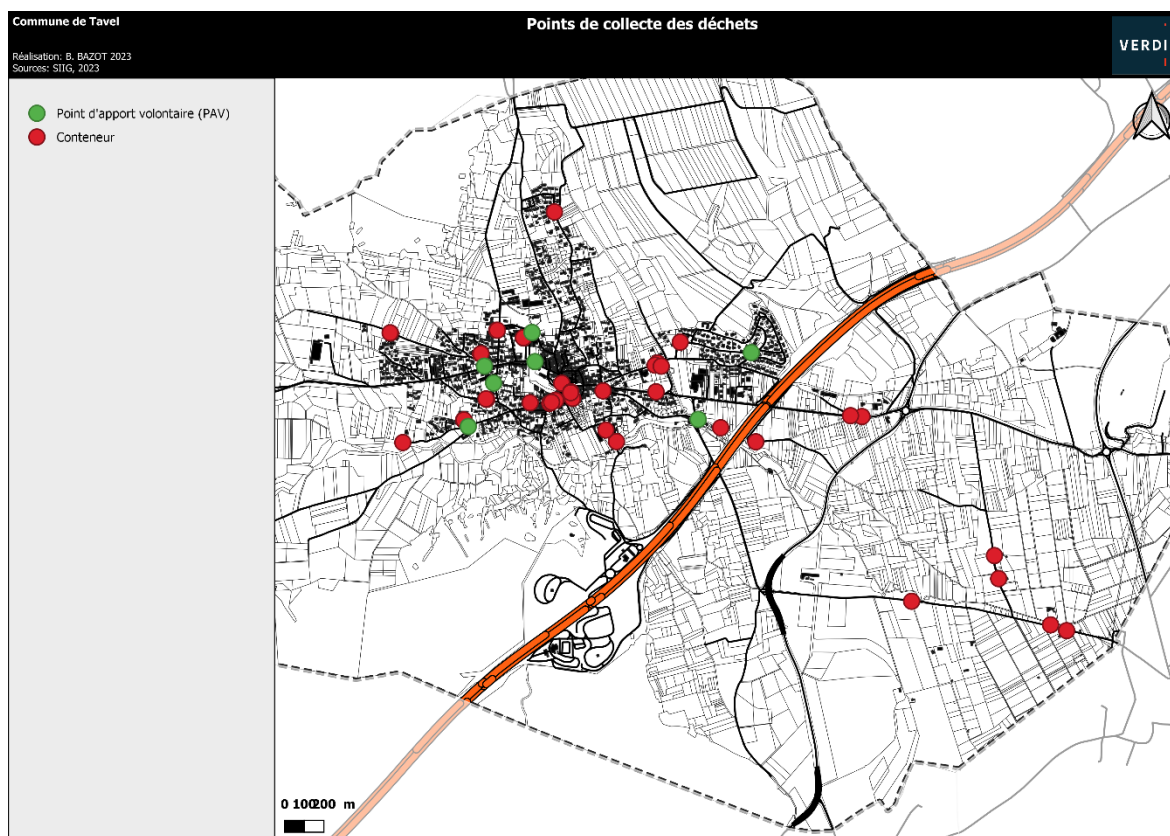 Commune de Tavel
Points de collecte des déchets
Réalisation: B. BAZOT 2023
Sources: SIIG, 2023
VERDI
Point d'apport volontaire (PAV)
Conteneur
0 100200 m